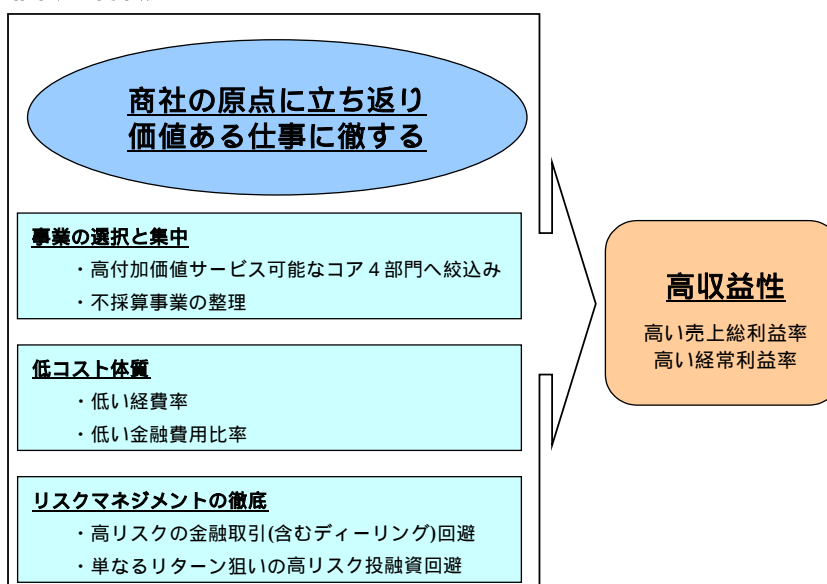 商社の原点に立ち返り
価値ある仕事に徹する
事業の選択と集中
・高付加価値サービス可能なコア４部門へ絞込み
・不採算事業の整理
低コスト体質
・低い経費率
・低い金融費用比率
リスクマネジメントの徹底
・高リスクの金融取引(含むディーリング)回避
・単なるリターン狙いの高リスク投融資回避
高収益性
高い売上総利益率
高い経常利益率